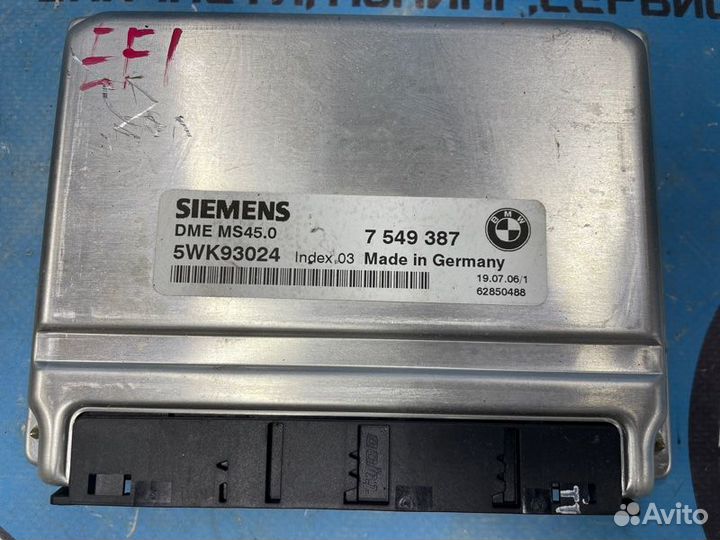 SIEMENS
DME MS45.0
7 549 387
BMW
5WK93024 Index 03 Made in Germany
19.07.06/1
62850488
tyco
Avito